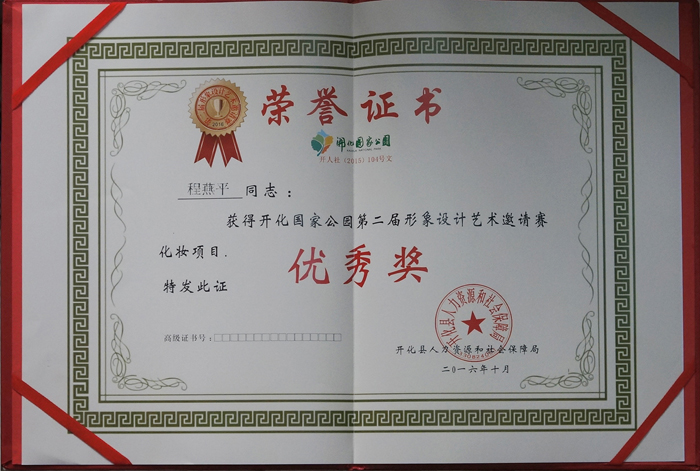 荣誉证书
开化国家公园
开人社（2015）104号文
程燕平 同志：
获得开化国家公园第二届形象设计艺术邀请赛
化妆项目，
优秀奖
特发此证
开化县人力资源和社会保障局
高级证书号：
开化县人力资源和社会保障局
二〇一六年十月